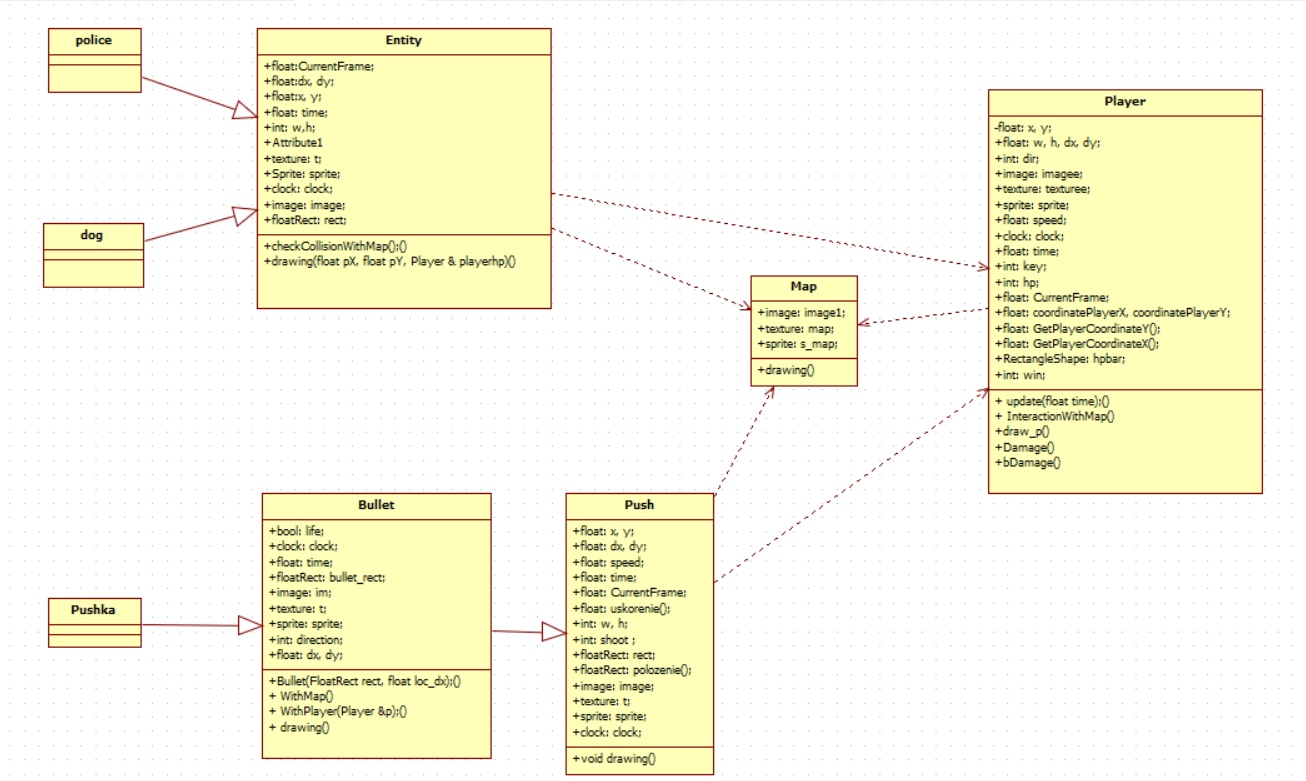 police
Entity
+float:CurrentFrame;
+float:dx, dy;
+float:x, y;
+float: time;
+int: w,h;
+Attribute1
+texture: t;
+Sprite: sprite;
+clock: clock;
+image: image;
+floatRect: rect;
+checkCollisionWithMap();()
+drawing(float pX, float pY, Player & playerhp)()
dog
Player
-float: x, y;
+float: w, h, dx, dy;
+int: dir;
+image: imagee;
+texture: texturee;
+sprite: sprite;
+float: speed;
+clock: clock;
+float: time;
+int: key;
+int: hp;
+float: CurrentFrame;
+float: coordinatePlayerX, coordinatePlayerY;
+float: GetPlayerCoordinateY();
+float: GetPlayerCoordinateX();
+RectangleShape: hpbar;
+int: win;
+ update(float time);()
+ InteractionWithMap()
+draw_p()
+Damage()
+bDamage()
Map
+image: image1;
+texture: map;
+sprite: s_map;
+drawing()
Pushka
Bullet
+bool: life;
+clock: clock;
+float: time;
+floatRect: bullet_rect;
+image: im;
+texture: t;
+sprite: sprite;
+int: direction;
+float: dx, dy;
+Bullet(FloatRect rect, float loc_dx);()
+ WithMap()
+ WithPlayer(Player &p);()
+ drawing()
Push
+float: x, y;
+float: dx, dy;
+float: speed;
+float: time;
+float: CurrentFrame;
+float: uskorenie();
+int: w, h;
+int: shoot ;
+floatRect: rect;
+floatRect: polozenie();
+image: image;
+texture: t;
+sprite: sprite;
+clock: clock;
+void drawing()